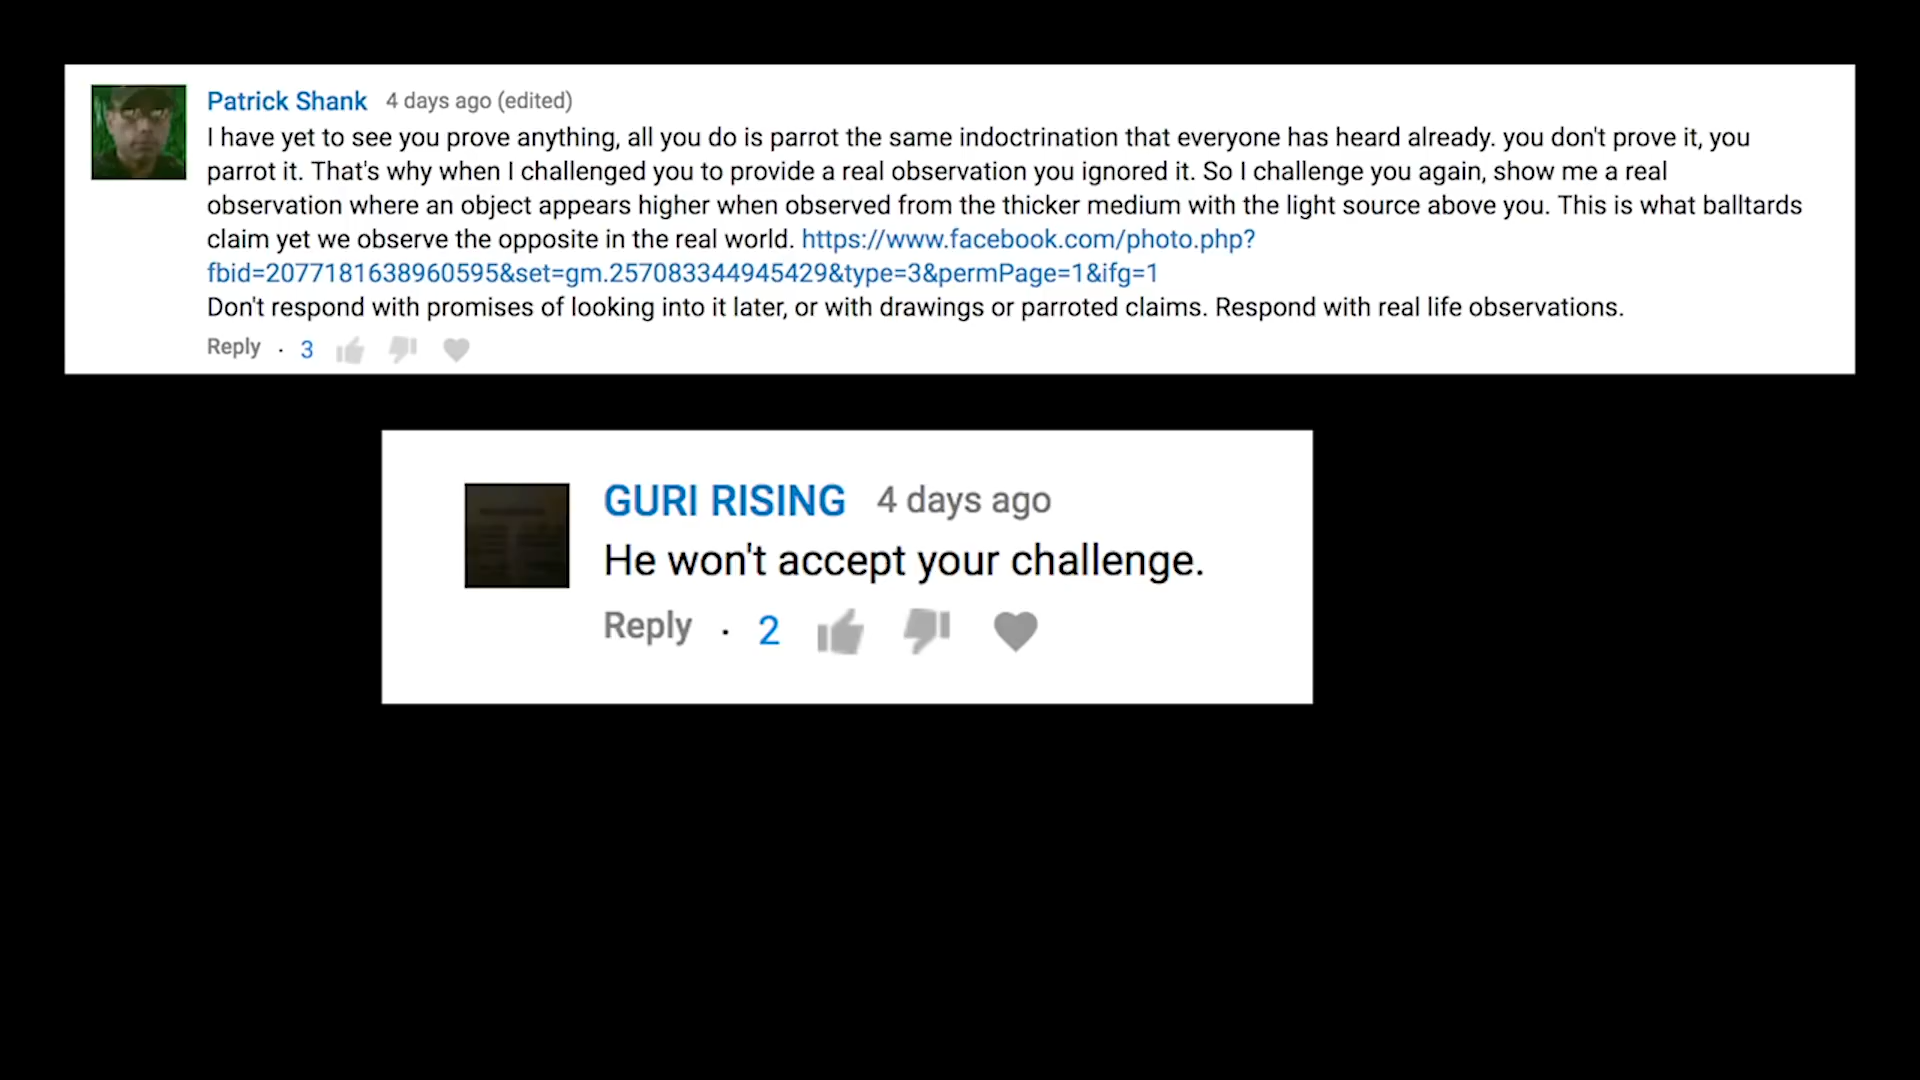 Patrick Shank 4 days ago (edited)
I have yet to see you prove anything, all you do is parrot the same indoctrination that everyone has heard already. you don't prove it, you
parrot it. That's why when I challenged you to provide a real observation you ignored it. So I challenge you again, show me a real
observation where an object appears higher when observed from the thicker medium with the light source above you. This is what balltards
claim yet we observe the opposite in the real world. https://www.facebook.com/photo.php?
fbid=2077181638960595&set=gm.257083344945429&type=3&permPage=1&ifg=1
Don't respond with promises of looking into it later, or with drawings or parroted claims. Respond with real life observations.
Reply · 3
GURI RISING 4 days ago
He won't accept your challenge.
Reply · 2